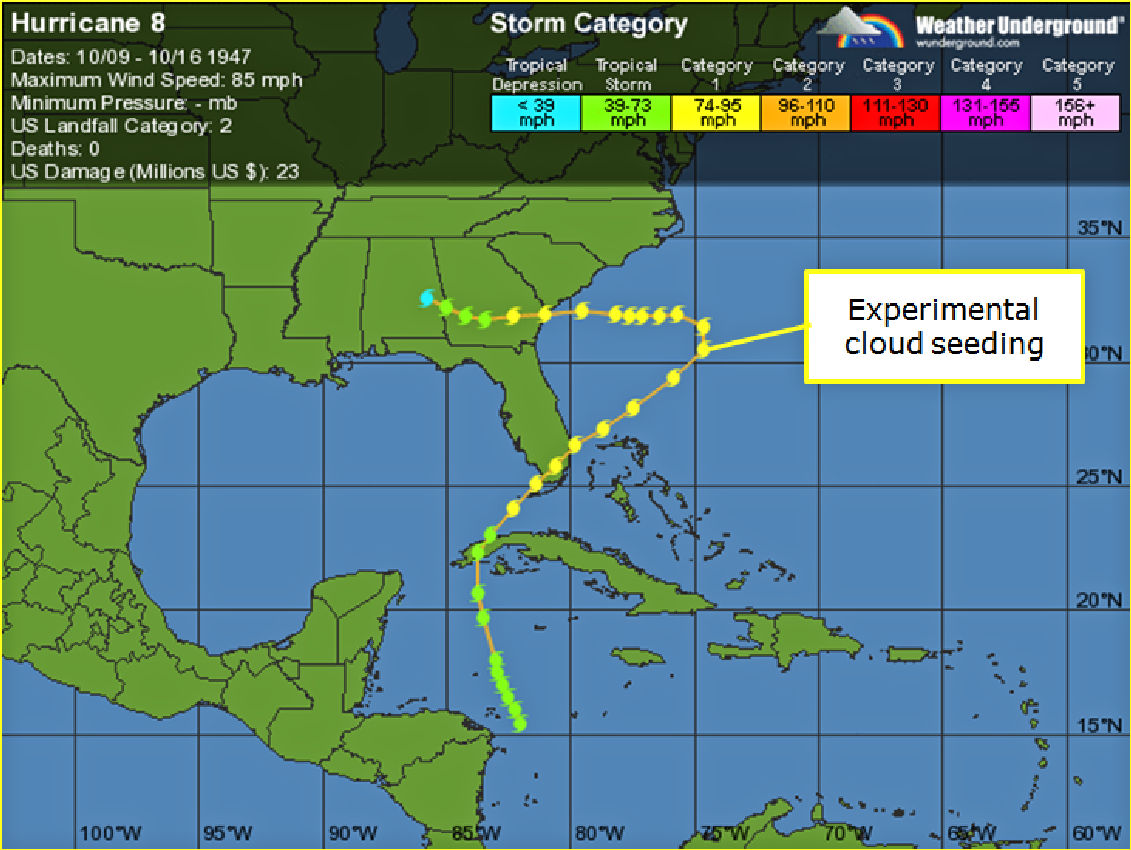 Hurricane 8
Dates: 10/09 - 10/16 1947
Maximum Wind Speed: 85 mph
Minimum Pressure: - mb
US Landfall Category: 2
Deaths: 0
US Damage (Millions US $): 23
Storm Category
Weather Underground®
wunderground.com
Tropical Depression
Tropical Storm
Category 1
Category 2
Category 3
Category 4
Category 5
< 39 mph
39-73 mph
74-95 mph
96-110 mph
111-130 mph
131-155 mph
156+ mph
35°N
Experimental
cloud seeding
30°N
25°N
20°N
15°N
100°W
95°W
90°W
85°W
80°W
75°W
70°W
65°W
60°W